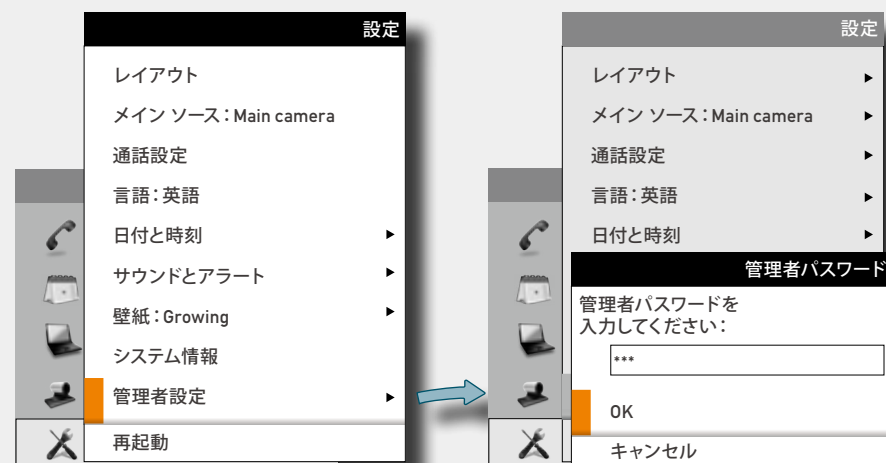 設定
レイアウト
メイン ソース：Main camera
通話設定
言語：英語
日付と時刻
サウンドとアラート
壁紙：Growing
システム情報
管理者設定
再起動
設定
レイアウト
メイン ソース：Main camera
通話設定
言語：英語
日付と時刻
管理者パスワード
管理者パスワードを
入力してください：
***
OK
キャンセル